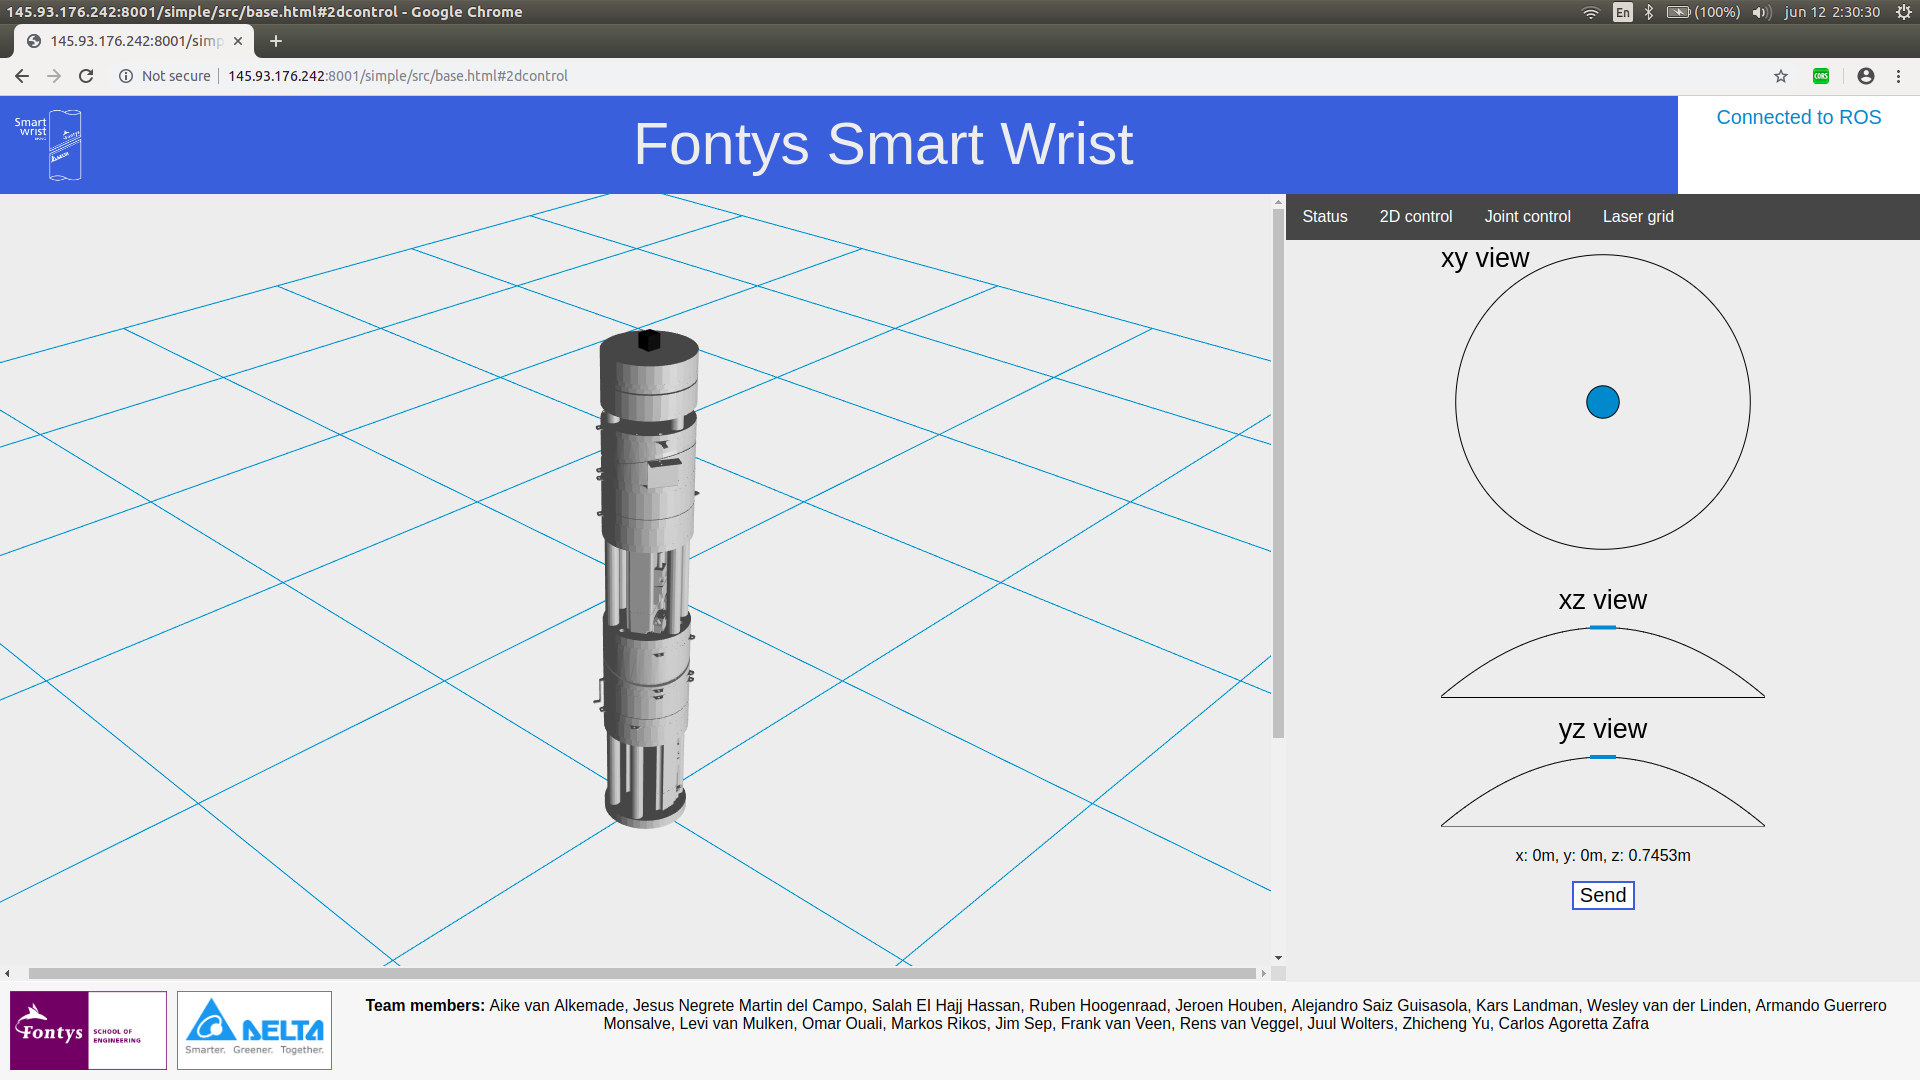 145.93.176.242:8001/simple/src/base.html#2dcontrol - Google Chrome
En (100%) jun 12 2:30:30
145.93.176.242:8001/simp
Not secure 145.93.176.242:8001/simple/src/base.html#2dcontrol
CORS
Smart
wrist
Fontys Smart Wrist
Connected to ROS
Status 2D control Joint control Laser grid
xy view
xz view
yz view
x: 0m, y: 0m, z: 0.7453m
Send
Fontys
SCHOOL OF
ENGINEERING
DELTA
Smarter. Greener. Together.
Team members: Aike van Alkemade, Jesus Negrete Martin del Campo, Salah El Hajj Hassan, Ruben Hoogenraad, Jeroen Houben, Alejandro Saiz Guisasola, Kars Landman, Wesley van der Linden, Armando Guerrero
Monsalve, Levi van Mulken, Omar Ouali, Markos Rikos, Jim Sep, Frank van Veen, Rens van Veggel, Juul Wolters, Zhicheng Yu, Carlos Agoretta Zafra